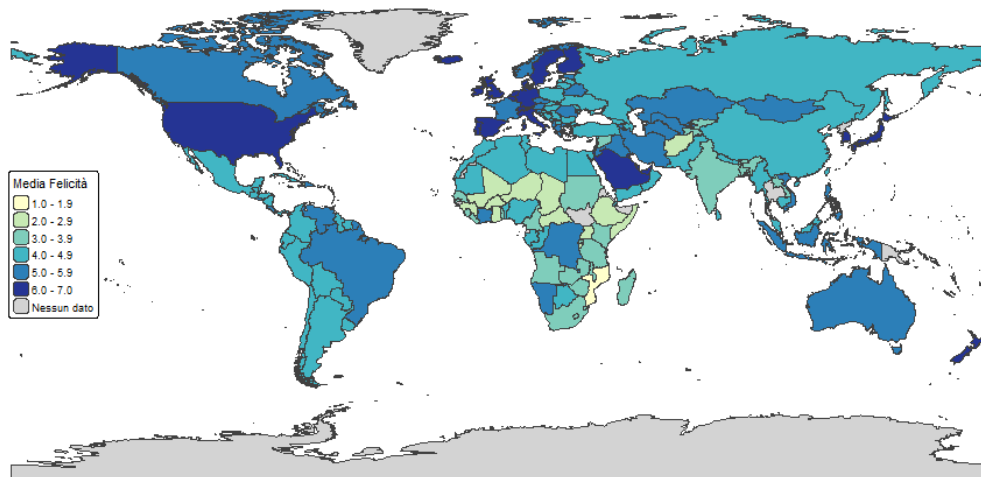 Media Felicità
1.0 - 1.9
2.0 - 2.9
3.0 - 3.9
4.0 - 4.9
5.0 - 5.9
6.0 - 7.0
Nessun dato